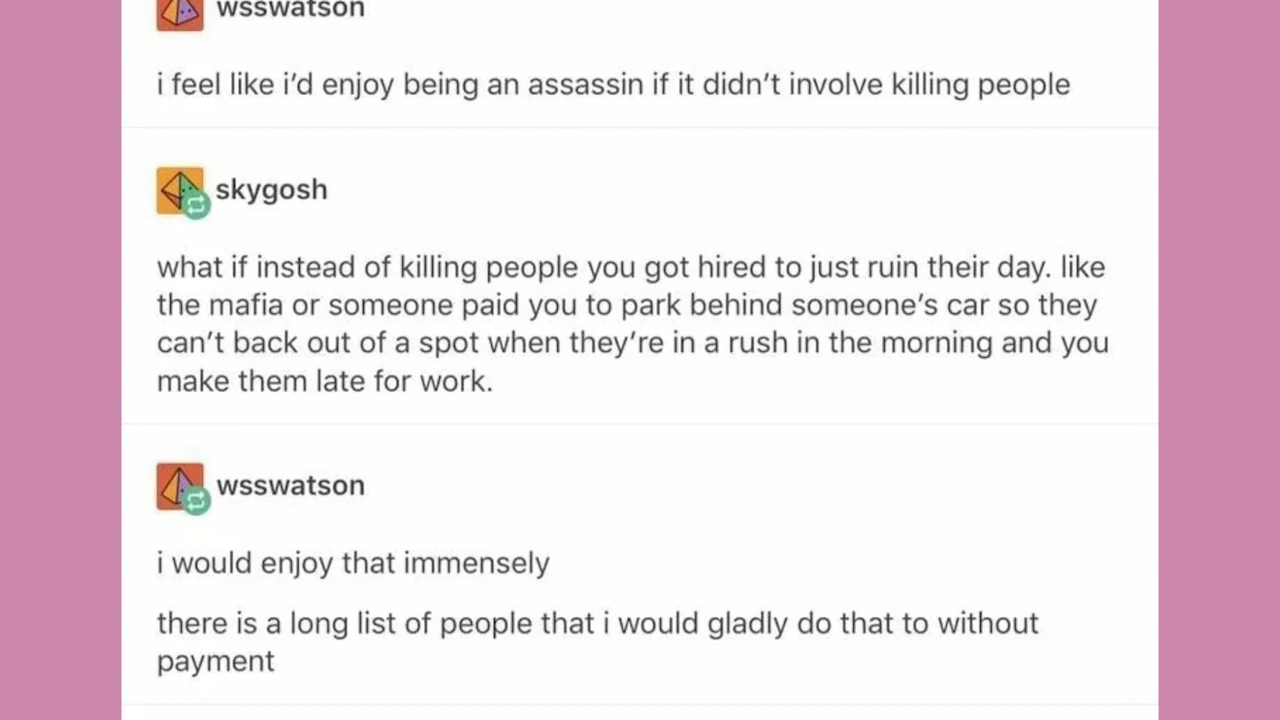 wsswatson
i feel like i’d enjoy being an assassin if it didn’t involve killing people
skygosh
what if instead of killing people you got hired to just ruin their day. like
the mafia or someone paid you to park behind someone’s car so they
can’t back out of a spot when they’re in a rush in the morning and you
make them late for work.
wsswatson
i would enjoy that immensely
there is a long list of people that i would gladly do that to without
payment